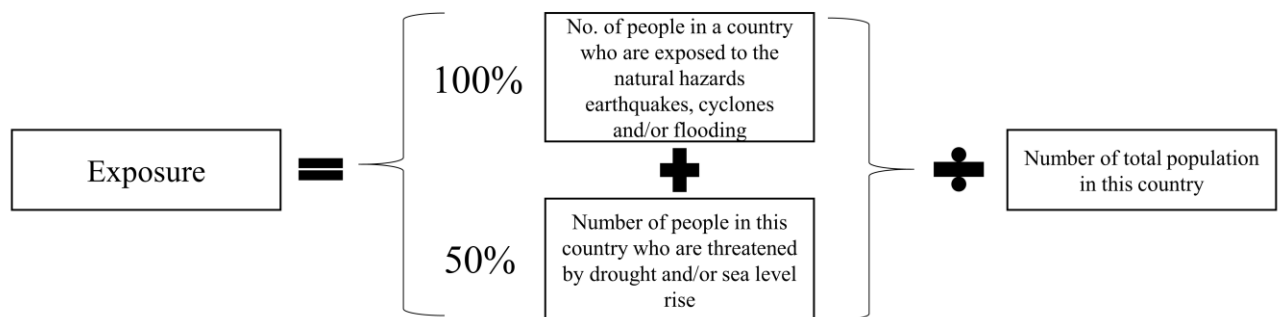 No. of people in a country
who are exposed to the
natural hazards
earthquakes, cyclones
and/or flooding
100%
Exposure
Number of total population
in this country
Number of people in this
country who are threatened
by drought and/or sea level
rise
50%